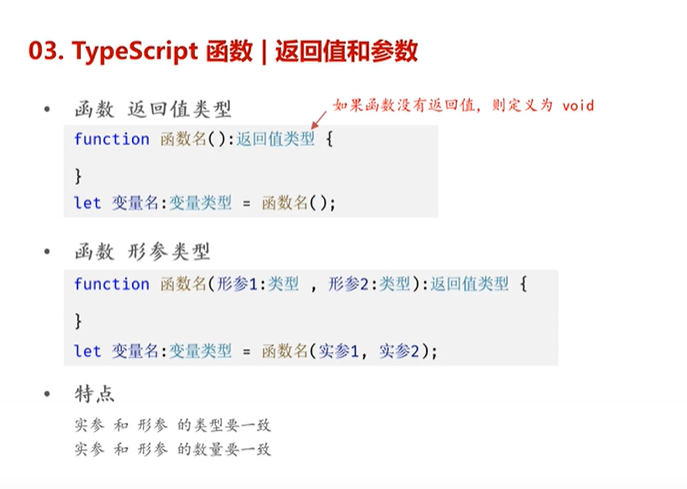 03. TypeScript 函数 | 返回值和参数
• 函数 返回值类型
如果函数没有返回值，则定义为 void
function 函数名():返回值类型 {
}
let 变量名:变量类型 = 函数名();
• 函数 形参类型
function 函数名(形参1:类型 , 形参2:类型):返回值类型 {
}
let 变量名:变量类型 = 函数名(实参1, 实参2);
• 特点
实参 和 形参 的类型要一致
实参 和 形参 的数量要一致